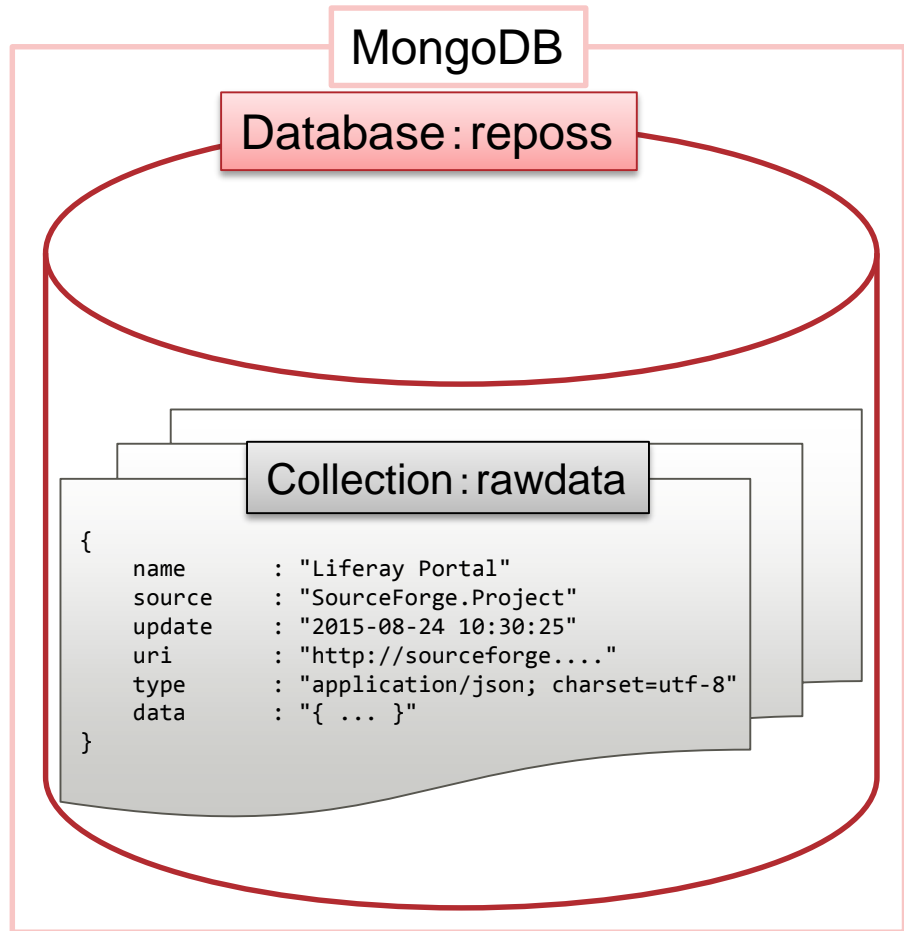 MongoDB
Database：reposs
Collection：rawdata
{
    name      : "Liferay Portal"
    source    : "SourceForge.Project"
    update    : "2015-08-24 10:30:25"
    uri       : "http://sourceforge...."
    type      : "application/json; charset=utf-8"
    data      : "{ ... }"
}